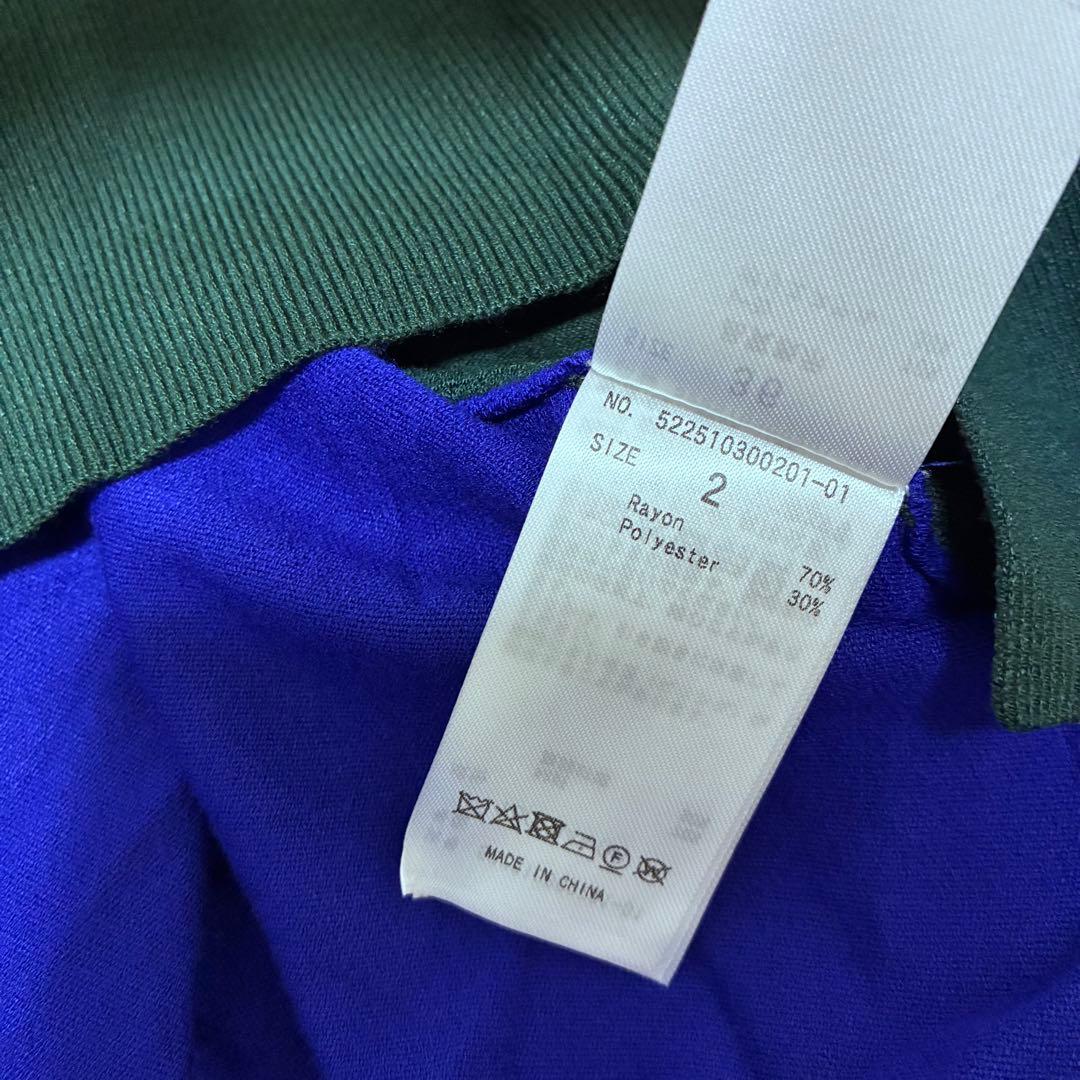 NO. 522510300201-01
SIZE 2
Rayon 70%
Polyester 30%
F W
MADE IN CHINA